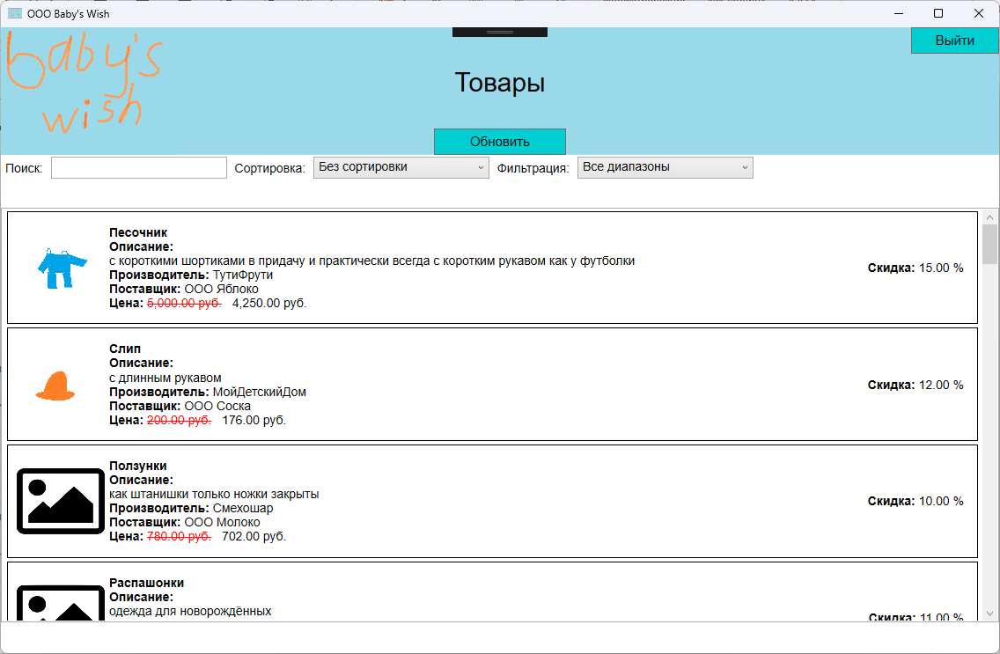 ООО Baby's Wish
baby's
wish
Выйти
Товары
Обновить
Поиск:
Сортировка: Без сортировки
Фильтрация: Все диапазоны
Песочник
Описание:
с короткими шортиками в придачу и практически всегда с коротким рукавом как у футболки
Производитель: ТутиФрути
Поставщик: ООО Яблоко
Цена: 5,000.00 руб. 4,250.00 руб.
Скидка: 15.00 %
Слип
Описание:
с длинным рукавом
Производитель: МойДетскийДом
Поставщик: ООО Соска
Цена: 200.00 руб. 176.00 руб.
Скидка: 12.00 %
Ползунки
Описание:
как штанишки только ножки закрыты
Производитель: Смехошар
Поставщик: ООО Молоко
Цена: 780.00 руб. 702.00 руб.
Скидка: 10.00 %
Распашонки
Описание:
одежда для новорождённых
Скидка: 11.00 %